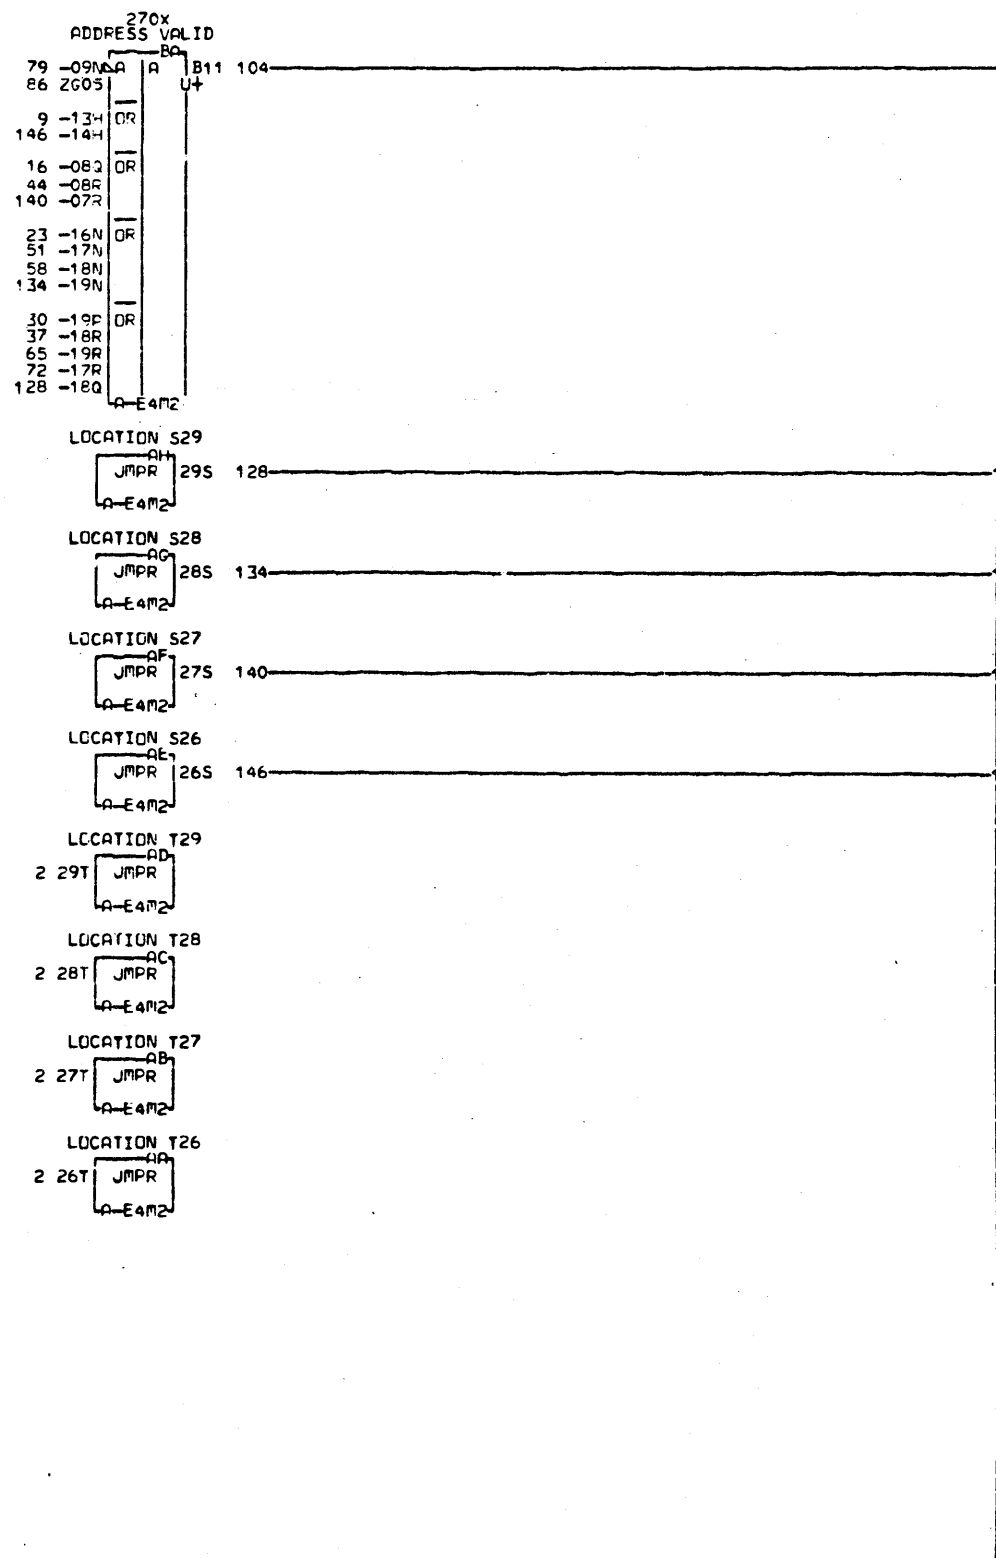 270X
ADDRESS VALID
BA
79 -09N A A B11 104
86 ZG05 U+
9 -13H OR
146 -14H
16 -08Q OR
44 -08R
140 -07R
23 -16N OR
51 -17N
58 -18N
134 -19N
30 -19P OR
37 -18R
65 -19R
72 -17R
128 -18Q
A-E4M2
LOCATION S29
AH
JMPR 29S 128
A-E4M2
LOCATION S28
AG
JMPR 28S 134
A-E4M2
LOCATION S27
AF
JMPR 27S 140
A-E4M2
LOCATION S26
AE
JMPR 26S 146
A-E4M2
LOCATION T29
AD
2 29T JMPR
A-E4M2
LOCATION T28
AC
2 28T JMPR
A-E4M2
LOCATION T27
AB
2 27T JMPR
A-E4M2
LOCATION T26
AA
2 26T JMPR
A-E4M2